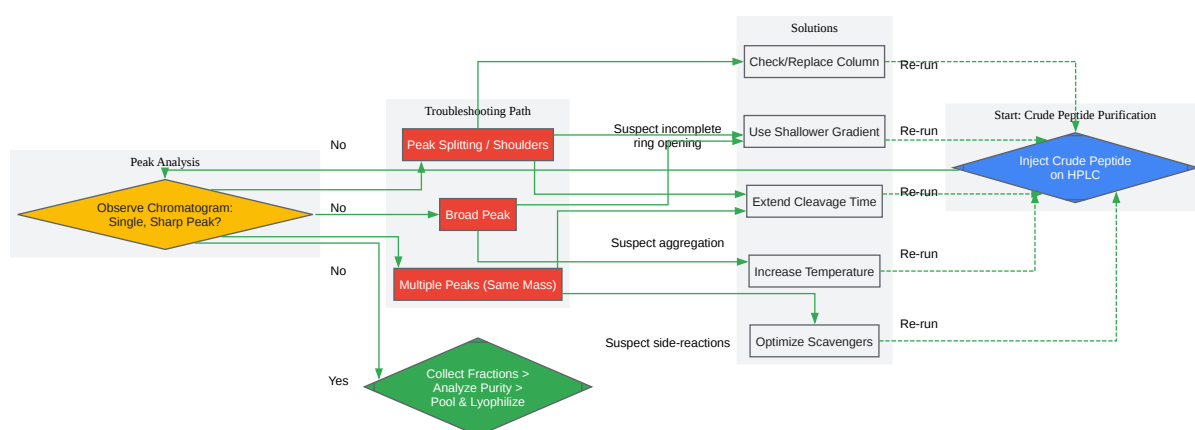 Solutions
Check/Replace Column
Re-run
Troubleshooting Path
Start: Crude Peptide Purification
Peak Splitting / Shoulders
Suspect incomplete
ring opening
Use Shallower Gradient
Re-run
No
Peak Analysis
Inject Crude Peptide
on HPLC
Observe Chromatogram:
Single, Sharp Peak?
No
Broad Peak
Extend Cleavage Time
Re-run
Suspect aggregation
Re-run
No
Multiple Peaks (Same Mass)
Increase Temperature
Re-run
Suspect side-reactions
Optimize Scavengers
Yes
Collect Fractions >
Analyze Purity >
Pool & Lyophilize